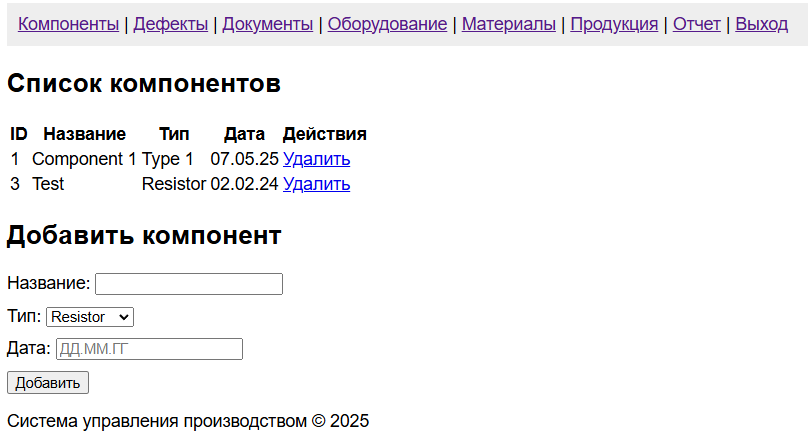 Компоненты | Дефекты | Документы | Оборудование | Материалы | Продукция | Отчет | Выход
Список компонентов
ID Название Тип Дата Действия
1 Component 1 Type 1 07.05.25 Удалить
3 Test Resistor 02.02.24 Удалить
Добавить компонент
Название:
Тип: Resistor
Дата: ДД.ММ.ГГ
Добавить
Система управления производством © 2025